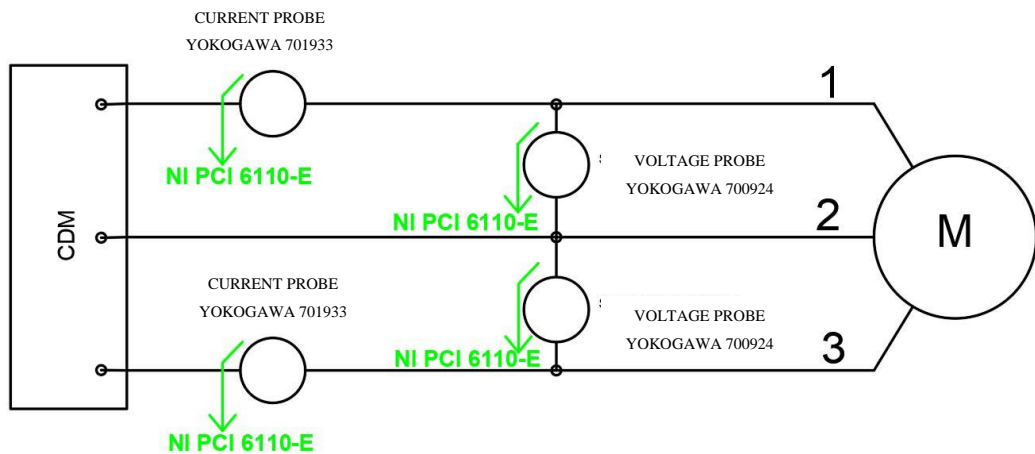 CURRENT PROBE
YOKOGAWA 701933
1
NI PCI 6110-E
VOLTAGE PROBE
YOKOGAWA 700924
NI PCI 6110-E
2
CDM
M
CURRENT PROBE
YOKOGAWA 701933
VOLTAGE PROBE
YOKOGAWA 700924
3
NI PCI 6110-E
NI PCI 6110-E